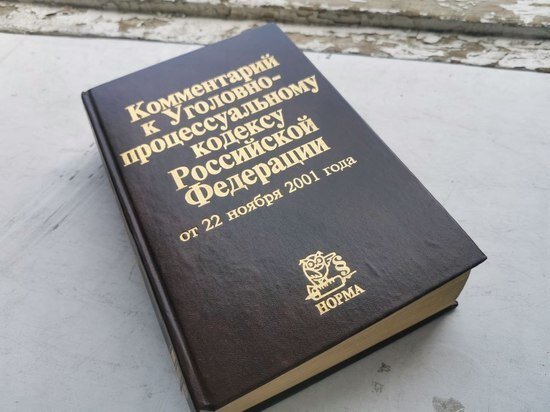 Комментарий
к Уголовно-
процессуальному
кодексу
Российской
Федерации
от 22 ноября 2001 года
§
НОРМА